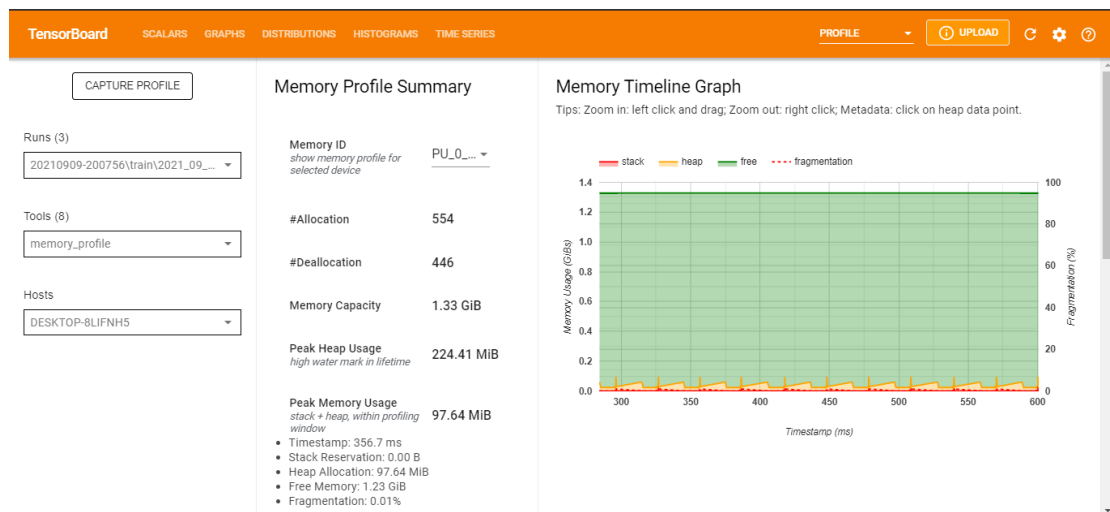 TensorBoard SCALARS GRAPHS DISTRIBUTIONS HISTOGRAMS TIME SERIES PROFILE UPLOAD
CAPTURE PROFILE
Runs (3)
20210909-200756\train\2021_09_...
Tools (8)
memory_profile
Hosts
DESKTOP-8LIFNH5
Memory Profile Summary
Memory ID
show memory profile for
selected device
PU_0_...
#Allocation 554
#Deallocation 446
Memory Capacity 1.33 GiB
Peak Heap Usage
high water mark in lifetime
224.41 MiB
Peak Memory Usage
stack + heap, within profiling
window
97.64 MiB
• Timestamp: 356.7 ms
• Stack Reservation: 0.00 B
• Heap Allocation: 97.64 MiB
• Free Memory: 1.23 GiB
• Fragmentation: 0.01%
Memory Timeline Graph
Tips: Zoom in: left click and drag; Zoom out: right click; Metadata: click on heap data point.
stack heap free fragmentation
Memory Usage (GiBs)
1.4
1.2
1.0
0.8
0.6
0.4
0.2
0.0
100
80
60
40
20
0
Fragmentation (%)
300 350 400 450 500 550 600
Timestamp (ms)